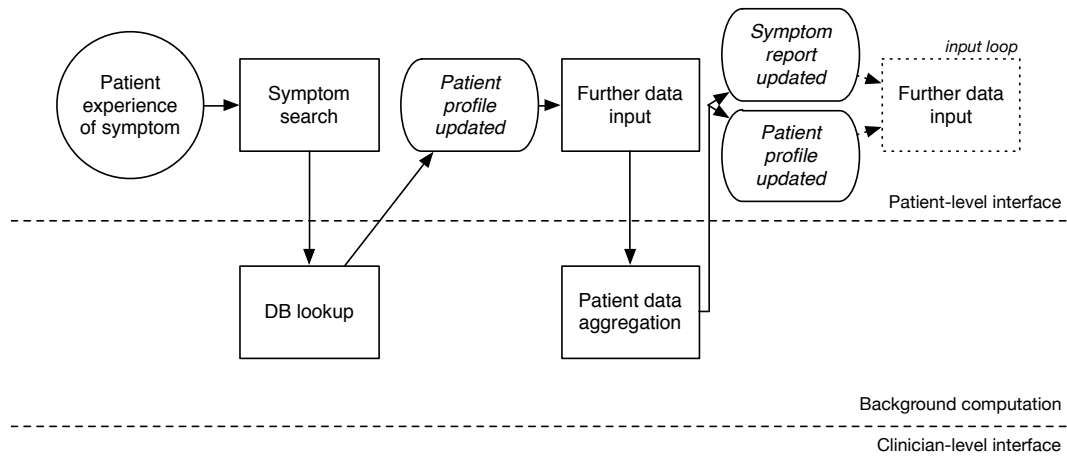 Patient
experience
of symptom
Symptom
search
Patient
profile
updated
Further data
input
Symptom
report
updated
Patient
profile
updated
input loop
Further data
input
Patient-level interface
DB lookup
Patient data
aggregation
Background computation
Clinician-level interface